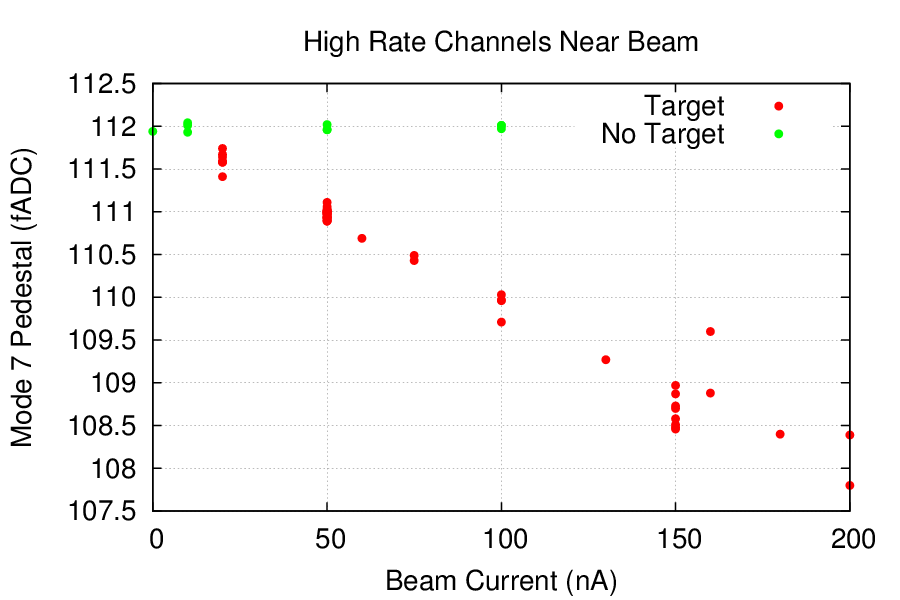 High Rate Channels Near Beam
112.5
112
111.5
111
110.5
110
109.5
109
108.5
108
107.5
Target
No Target
Mode 7 Pedestal (fADC)
0 50 100 150 200
Beam Current (nA)